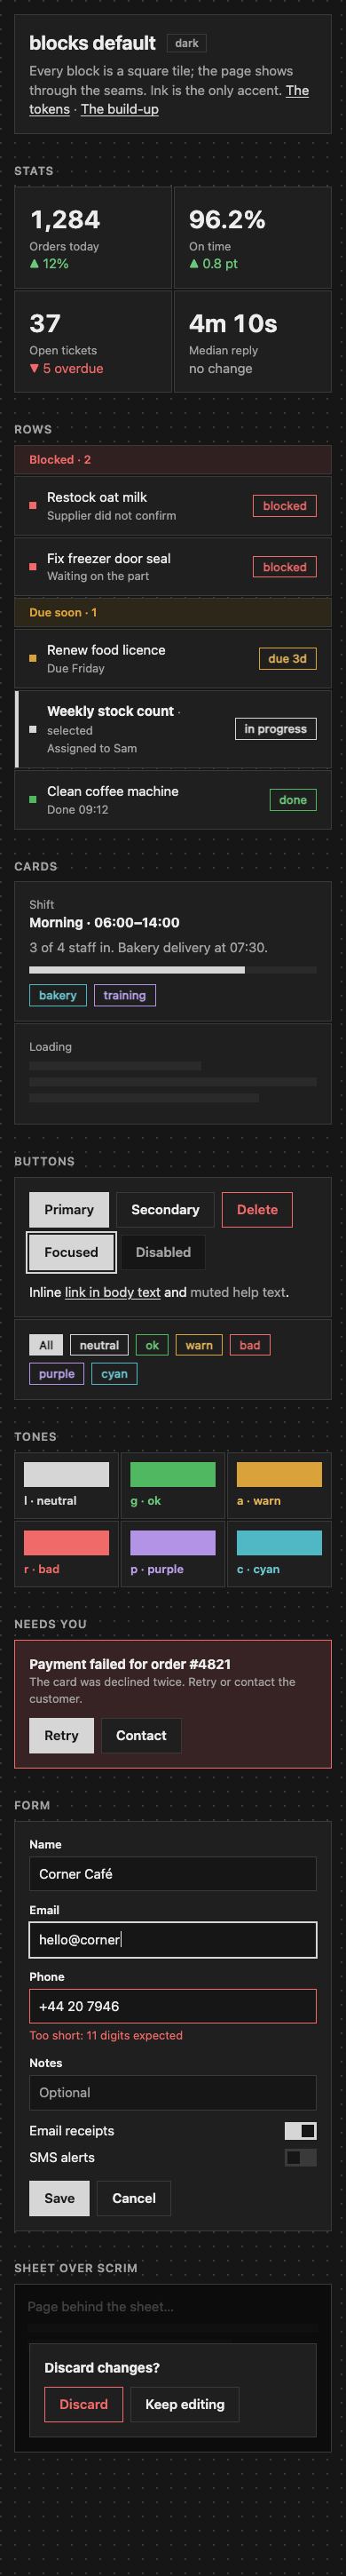 blocks default dark
Every block is a square tile; the page shows
through the seams. Ink is the only accent. The
tokens · The build-up
STATS
1,284
Orders today
▲ 12%
96.2%
On time
▲ 0.8 pt
37
Open tickets
▼ 5 overdue
4m 10s
Median reply
no change
ROWS
Blocked · 2
Restock oat milk
Supplier did not confirm
blocked
Fix freezer door seal
Waiting on the part
blocked
Due soon · 1
Renew food licence
Due Friday
due 3d
Weekly stock count ·
selected
Assigned to Sam
in progress
Clean coffee machine
Done 09:12
done
CARDS
Shift
Morning · 06:00–14:00
3 of 4 staff in. Bakery delivery at 07:30.
bakery training
Loading
BUTTONS
Primary Secondary Delete
Focused Disabled
Inline link in body text and muted help text.
All neutral ok warn bad
purple cyan
TONES
l · neutral g · ok a · warn
r · bad p · purple c · cyan
NEEDS YOU
Payment failed for order #4821
The card was declined twice. Retry or contact the
customer.
Retry Contact
FORM
Name
Corner Café
Email
hello@corner
Phone
+44 20 7946
Too short: 11 digits expected
Notes
Optional
Email receipts
SMS alerts
Save Cancel
SHEET OVER SCRIM
Page behind the sheet…
Discard changes?
Discard Keep editing